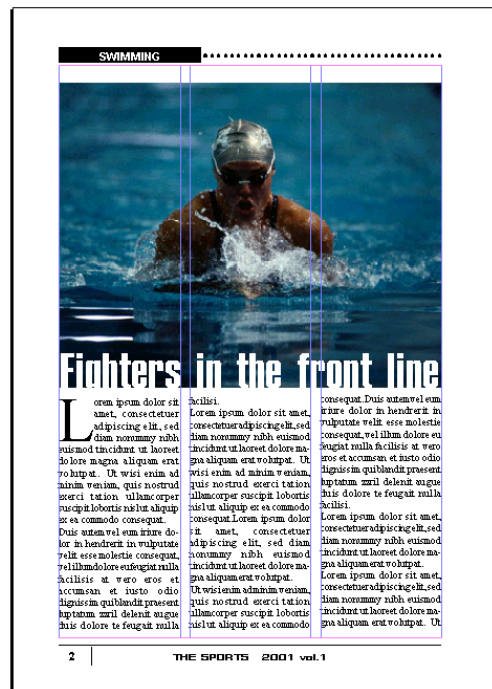 SWIMMING
Fighters in the front line
Lorem ipsum dolor sit
amet, consectetuer
adipiscing elit, sed
diam nonummy nibh
euismod tincidunt ut laoreet
dolore magna aliquam erat
volutpat. Ut wisi enim ad
minim veniam, quis nostrud
exerci tation ullamcorper
suscipit lobortis nisl ut aliquip
ex ea commodo consequat.
Duis autem vel eum iriure do-
lor in hendrerit in vulputate
velit esse molestie consequat,
vel illum dolore eu feugiat nulla
facilisis at vero eros et
accumsan et iusto odio
dignissim qui blandit praesent
luptatum zzril delenit augue
duis dolore te feugait nulla
facilisi.
Lorem ipsum dolor sit amet,
consectetuer adipiscing elit, sed
diam nonummy nibh euismod
tincidunt ut laoreet dolore ma-
gna aliquam erat volutpat. Ut
wisi enim ad minim veniam,
quis nostrud exerci tation
ullamcorper suscipit lobortis
nisl ut aliquip ex ea commodo
consequat. Lorem ipsum dolor
sit amet, consectetuer
adipiscing elit, sed diam
nonummy nibh euismod
tincidunt ut laoreet dolore ma-
gna aliquam erat volutpat.
Ut wisi enim ad minim veniam,
quis nostrud exerci tation
ullamcorper suscipit lobortis
nisl ut aliquip ex ea commodo
consequat. Duis autem vel eum
iriure dolor in hendrerit in
vulputate velit esse molestie
consequat, vel illum dolore eu
feugiat nulla facilisis at vero
eros et accumsan et iusto odio
dignissim qui blandit praesent
luptatum zzril delenit augue
duis dolore te feugait nulla
facilisi.
Lorem ipsum dolor sit amet,
consectetuer adipiscing elit, sed
diam nonummy nibh euismod
tincidunt ut laoreet dolore ma-
gna aliquam erat volutpat.
Lorem ipsum dolor sit amet,
consectetuer adipiscing elit, sed
diam nonummy nibh euismod
tincidunt ut laoreet dolore ma-
gna aliquam erat volutpat. Ut
2 THE SPORTS 2001 vol.1